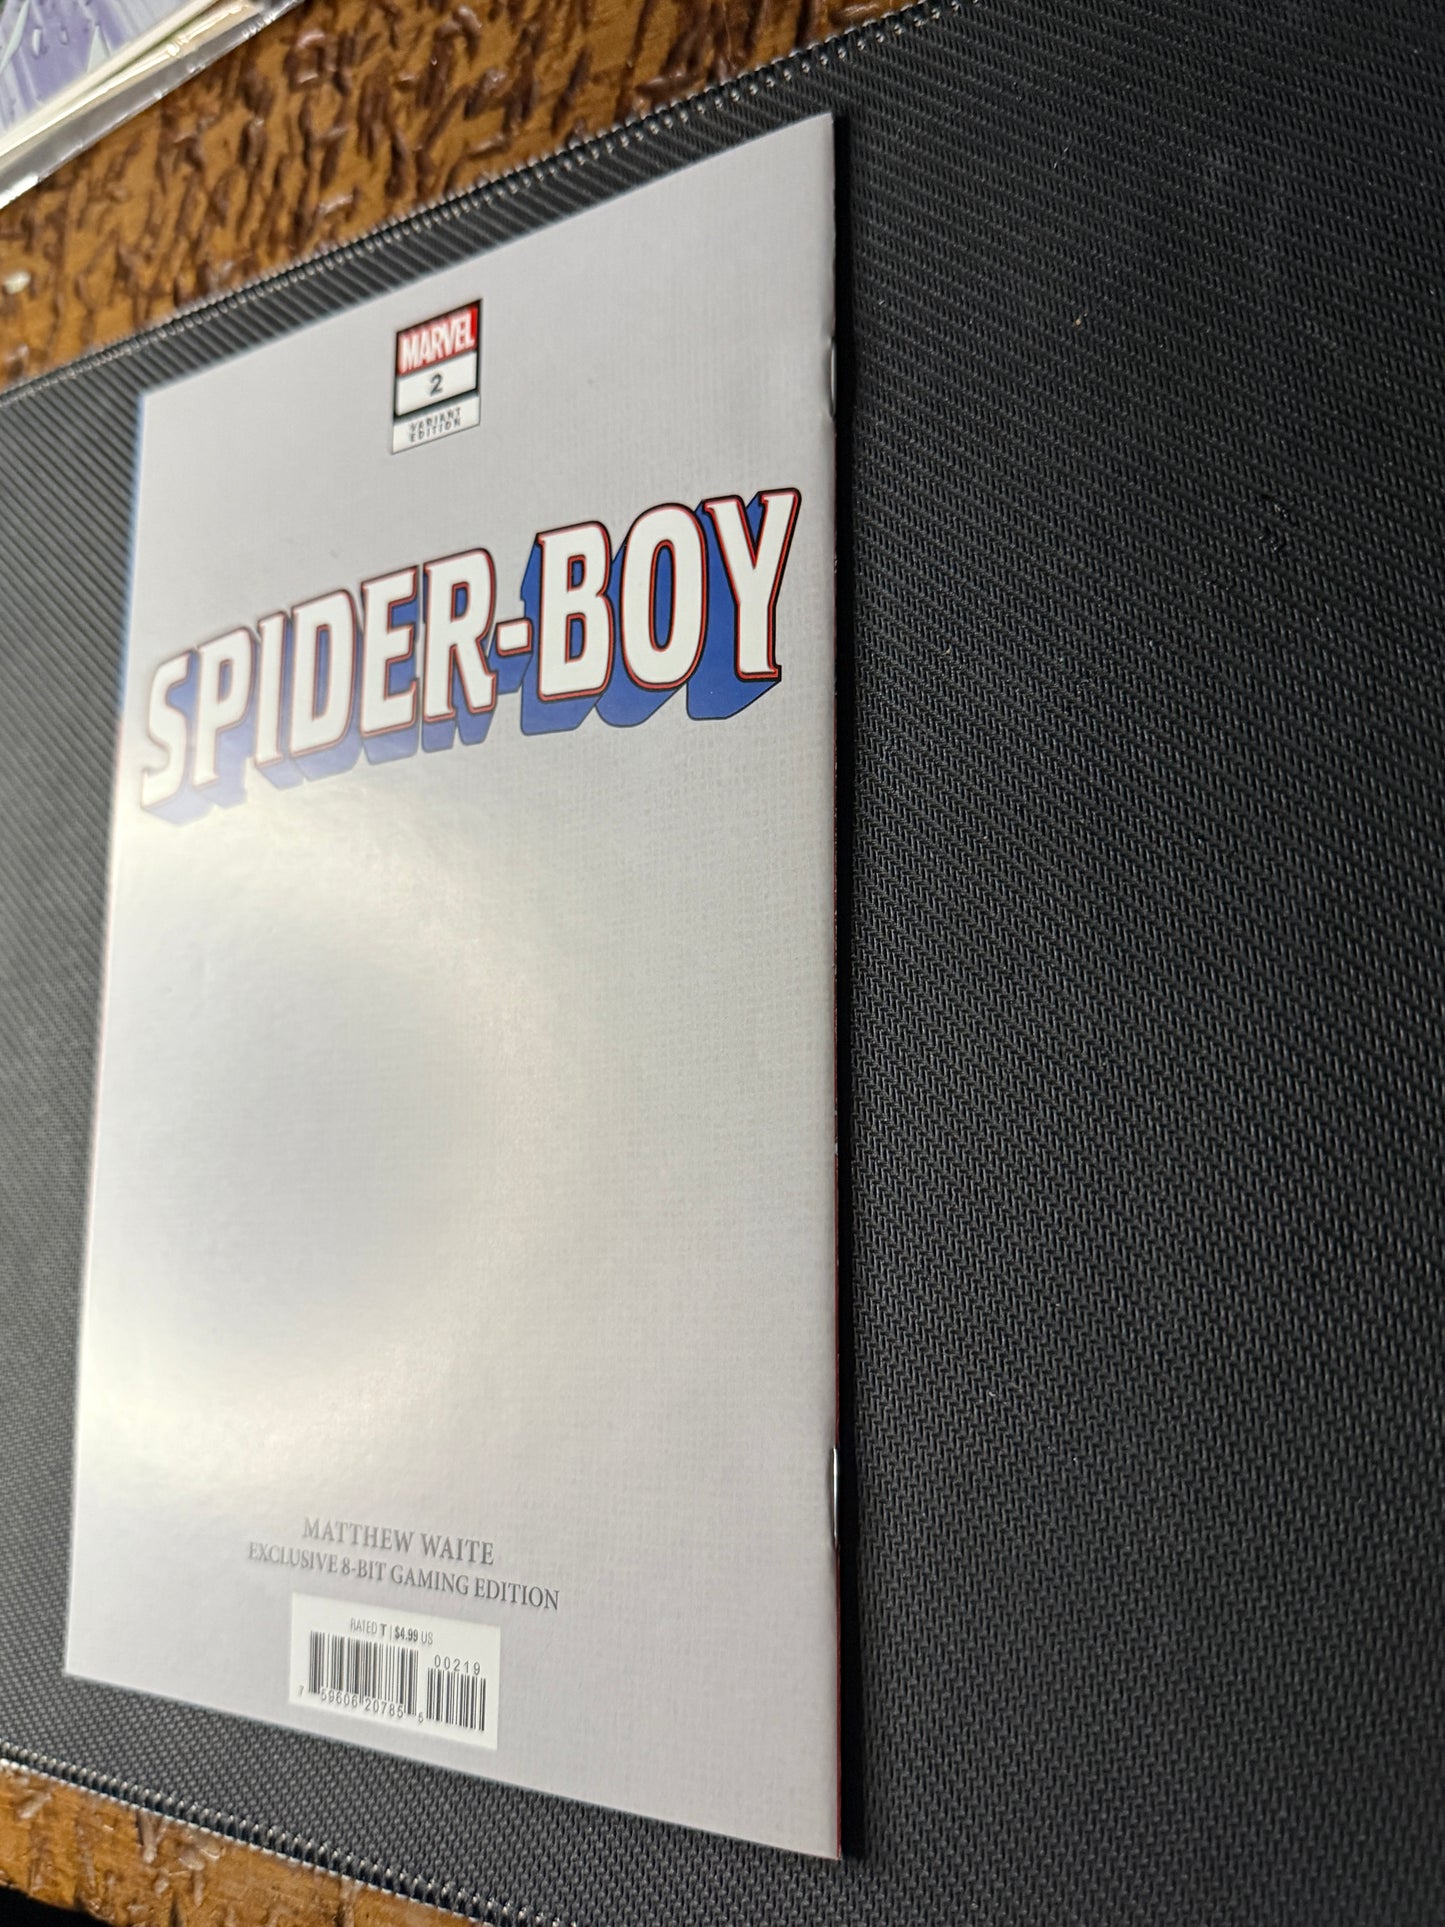 MARVEL
2
VARIANT
EDITION
SPIDER-BOY
MATTHEW WAITE
EXCLUSIVE 8-BIT GAMING EDITION
RATED T | $4.99 US
00219
7 59606 20785 5